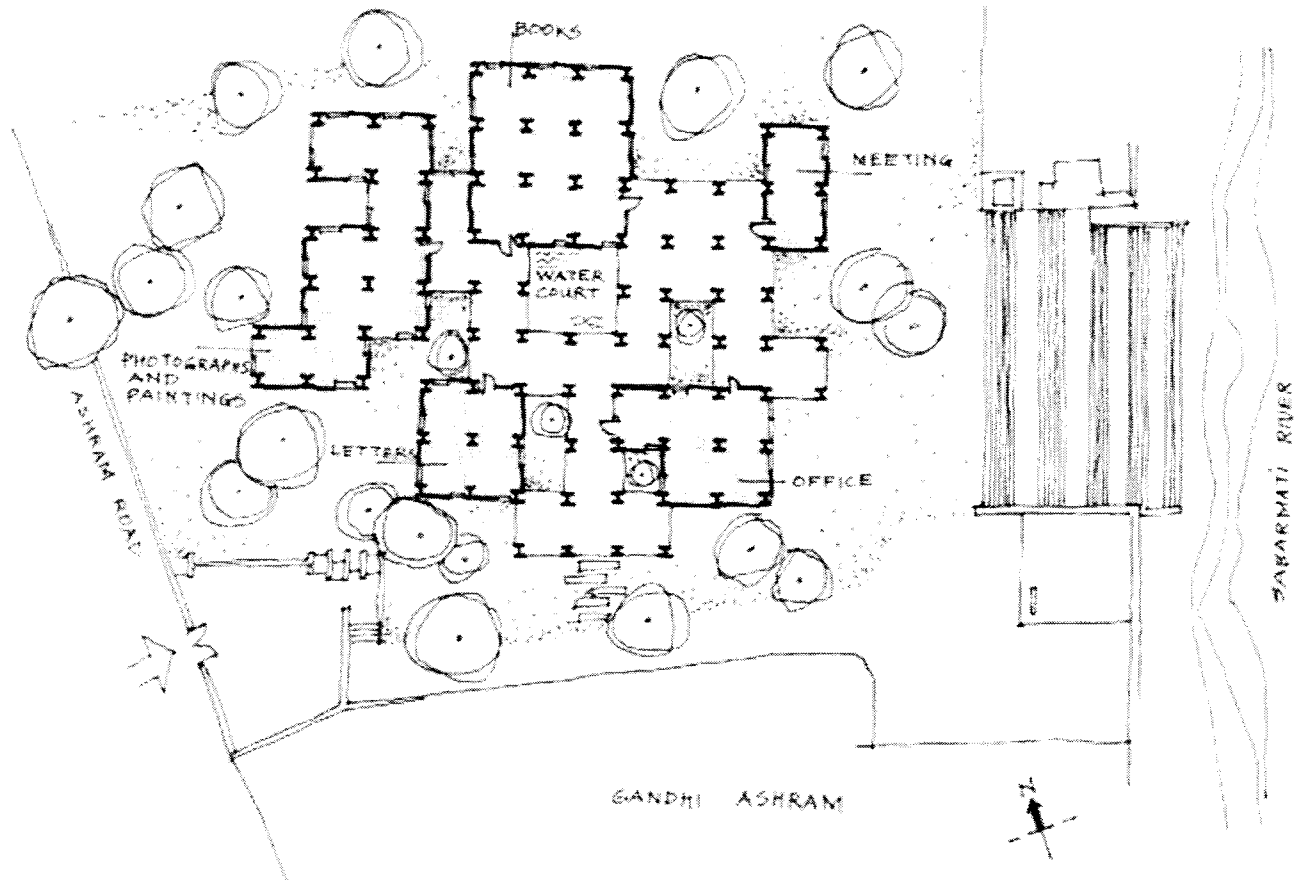 BOOKS
MEETING
WATER
COURT
PHOTOGRAPHS
AND
PAINTINGS
LETTERS
OFFICE
ASHRAM ROAD
SABARMATI RIVER
GANDHI ASHRAM
N